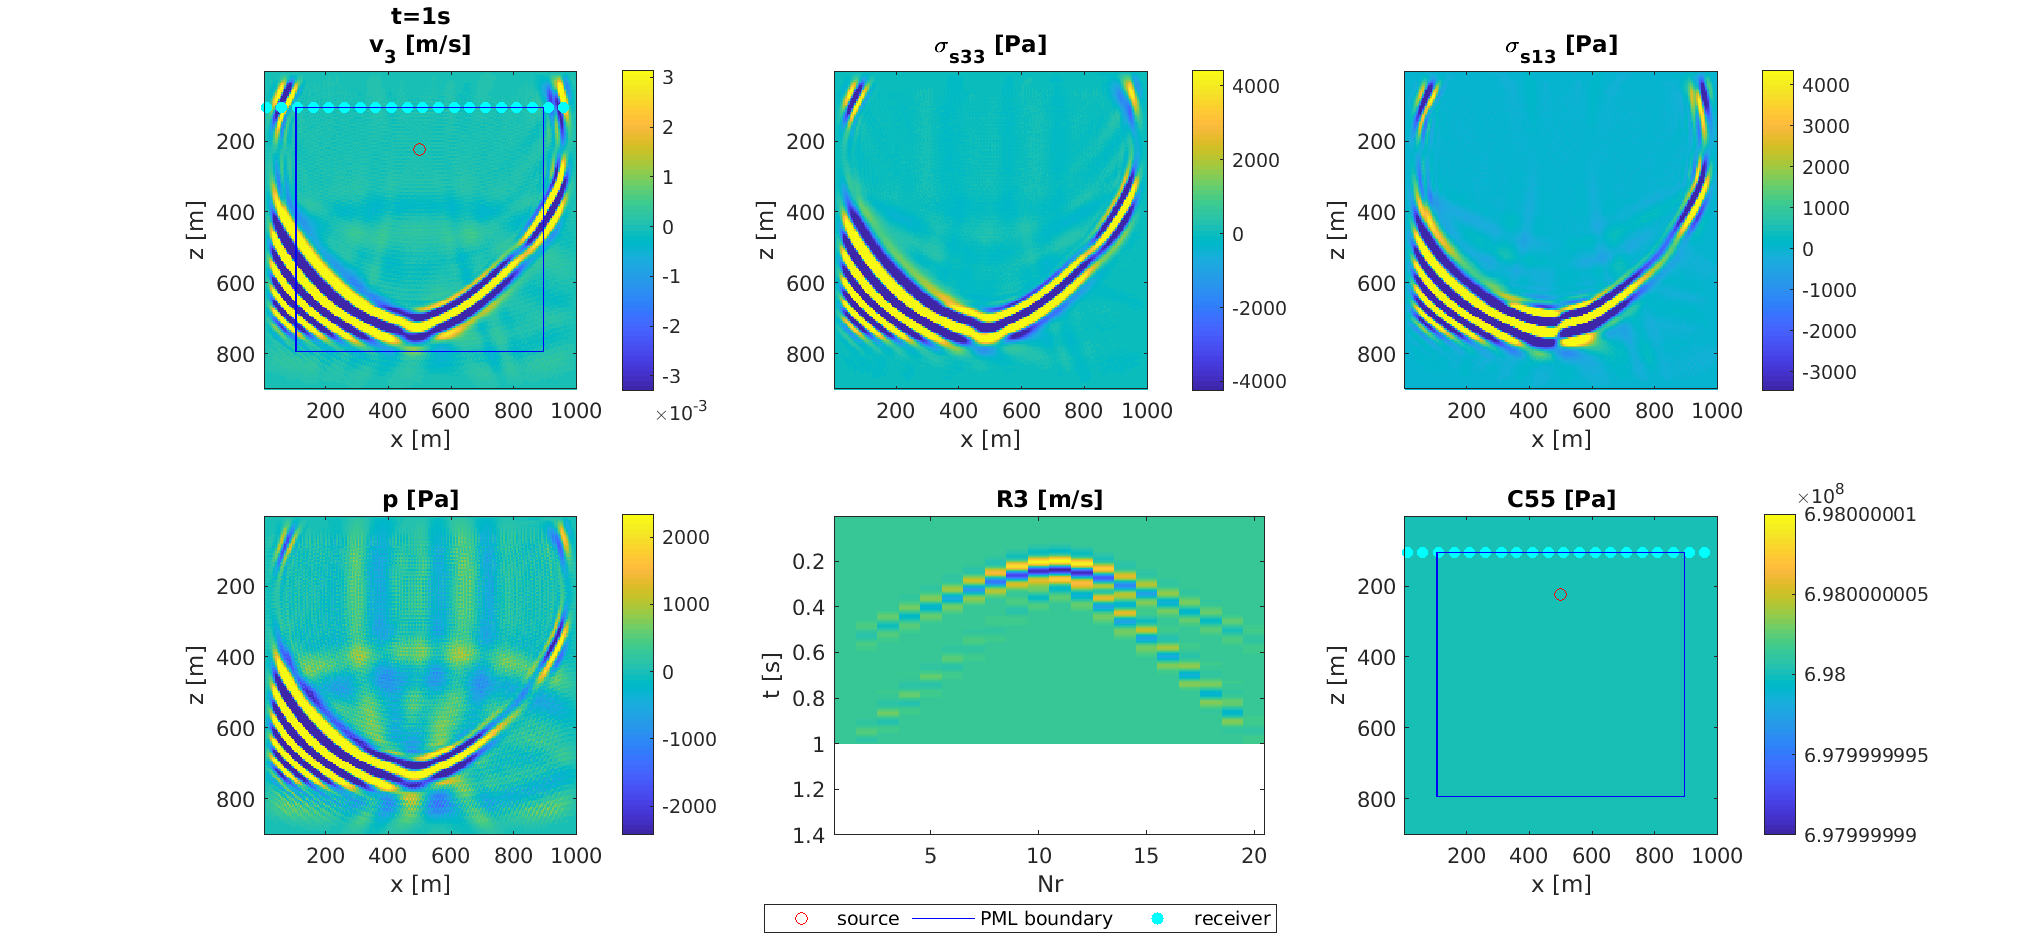 t=1s
v3 [m/s]
z [m]
200
400
600
800
200 400 600 800 1000
x [m]
3
2
1
0
-1
-2
-3
×10-3
σs33 [Pa]
z [m]
200
400
600
800
200 400 600 800 1000
x [m]
4000
2000
0
-2000
-4000
σs13 [Pa]
z [m]
200
400
600
800
200 400 600 800 1000
x [m]
4000
3000
2000
1000
0
-1000
-2000
-3000
p [Pa]
z [m]
200
400
600
800
200 400 600 800 1000
x [m]
2000
1000
0
-1000
-2000
R3 [m/s]
t [s]
0.2
0.4
0.6
0.8
1
1.2
1.4
5 10 15 20
Nr
C55 [Pa]
z [m]
200
400
600
800
200 400 600 800 1000
x [m]
×108
6.98000001
6.980000005
6.98
6.979999995
6.97999999
source PML boundary receiver